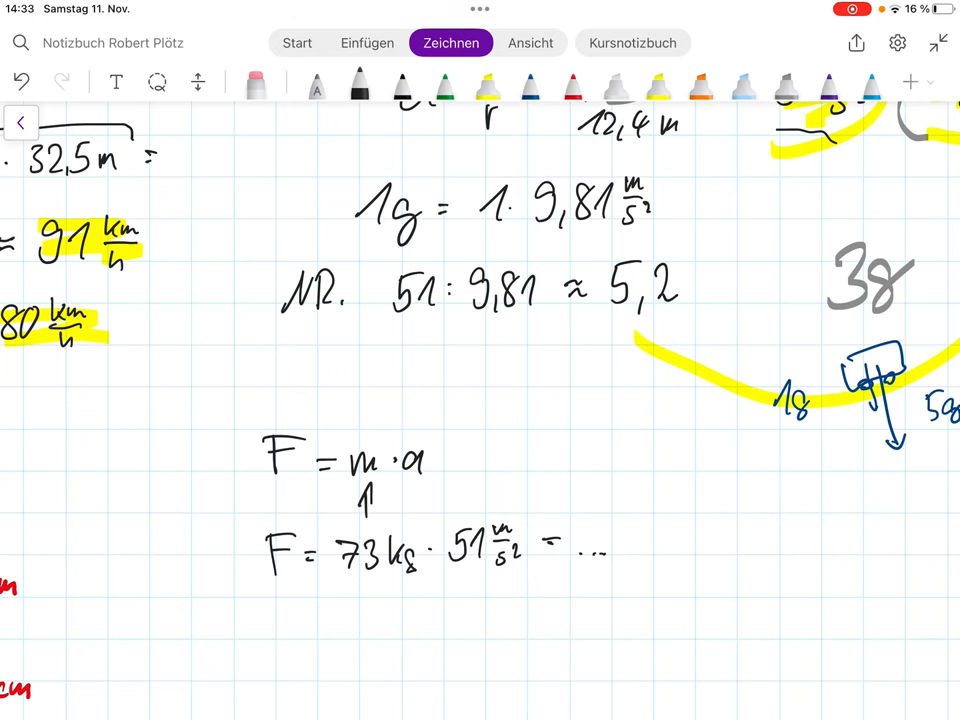 14:33 Samstag 11. Nov.
16 %
Notizbuch Robert Plötz
Start Einfügen Zeichnen Ansicht Kursnotizbuch
T
A
r
12,4 m
. 32,5 m =
1g = 1 · 9,81 m/s²
≈ 91 km/h
NR. 51 : 9,81 ≈ 5,2
38
80 km/h
1g
5g
F = m · a
F = 73 kg · 51 m/s² = ...
m
cm